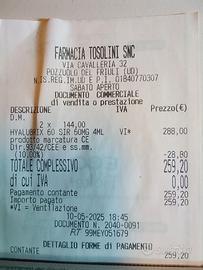 FARMACIA TOSOLINI SNC
VIA CAVALLERIA 32
POZZUOLO DEL FRIULI (UD)
N.IS.REG.IM.UD E P.I. 01840770307
SABATO APERTO
DOCUMENTO COMMERCIALE
di vendita o prestazione
DESCRIZIONE IVA Prezzo(€)
D.M.
2 x 144,00
HYALURIX 60 SIR 60MG 4ML VI* 288,00
prodotto marcatura CE
Dir.93/42/CEE e ss.mm.
(10.00%) -28,80
TOTALE COMPLESSIVO 259,20
di cui IVA 0,00
Pagamento contante 259,20
Importo pagato 259,20
*VI = Ventilazione
10-05-2025 18:45
DOCUMENTO N. 2040-0091
RT 99MEY051679
DETTAGLIO FORME di PAGAMENTO
CONTANTE 259,20